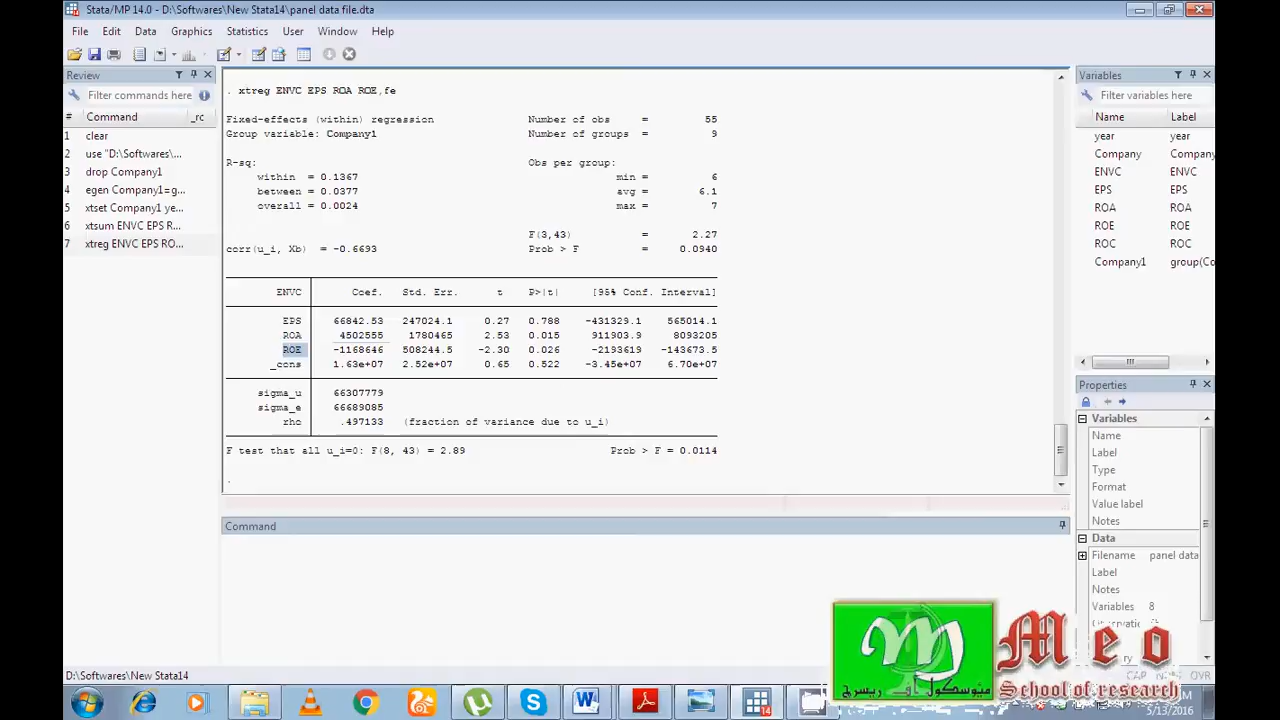 Stata/MP 14.0 - D:\Softwares\New Stata14\panel data file.dta
File Edit Data Graphics Statistics User Window Help
Review
Filter commands here
# Command _rc
1 clear
2 use "D:\Softwares\...
3 drop Company1
4 egen Company1=g...
5 xtset Company1 ye...
6 xtsum ENVC EPS R...
7 xtreg ENVC EPS RO...
. xtreg ENVC EPS ROA ROE,fe
Fixed-effects (within) regression Number of obs = 55
Group variable: Company1 Number of groups = 9
R-sq: Obs per group:
within = 0.1367 min = 6
between = 0.0377 avg = 6.1
overall = 0.0024 max = 7
F(3,43) = 2.27
corr(u_i, Xb) = -0.6693 Prob > F = 0.0940
ENVC Coef. Std. Err. t P>|t| [95% Conf. Interval]
EPS 66842.53 247024.1 0.27 0.788 -431329.1 565014.1
ROA 4502555 1780465 2.53 0.015 911903.9 8093205
ROE -1168646 508244.5 -2.30 0.026 -2193619 -143673.5
_cons 1.63e+07 2.52e+07 0.65 0.522 -3.45e+07 6.70e+07
sigma_u 66307779
sigma_e 66689085
rho .497133 (fraction of variance due to u_i)
F test that all u_i=0: F(8, 43) = 2.89 Prob > F = 0.0114
.
Command
Variables
Filter variables here
Name Label
year year
Company Company
ENVC ENVC
EPS EPS
ROA ROA
ROE ROE
ROC ROC
Company1 group(Co
Properties
Variables
Name
Label
Type
Format
Value label
Notes
Data
Filename panel data
Label
Notes
Variables 8
D:\Softwares\New Stata14
CAP NUM OVR
Meo
School of research
میوسکول آف ریسرچ
5/13/2016